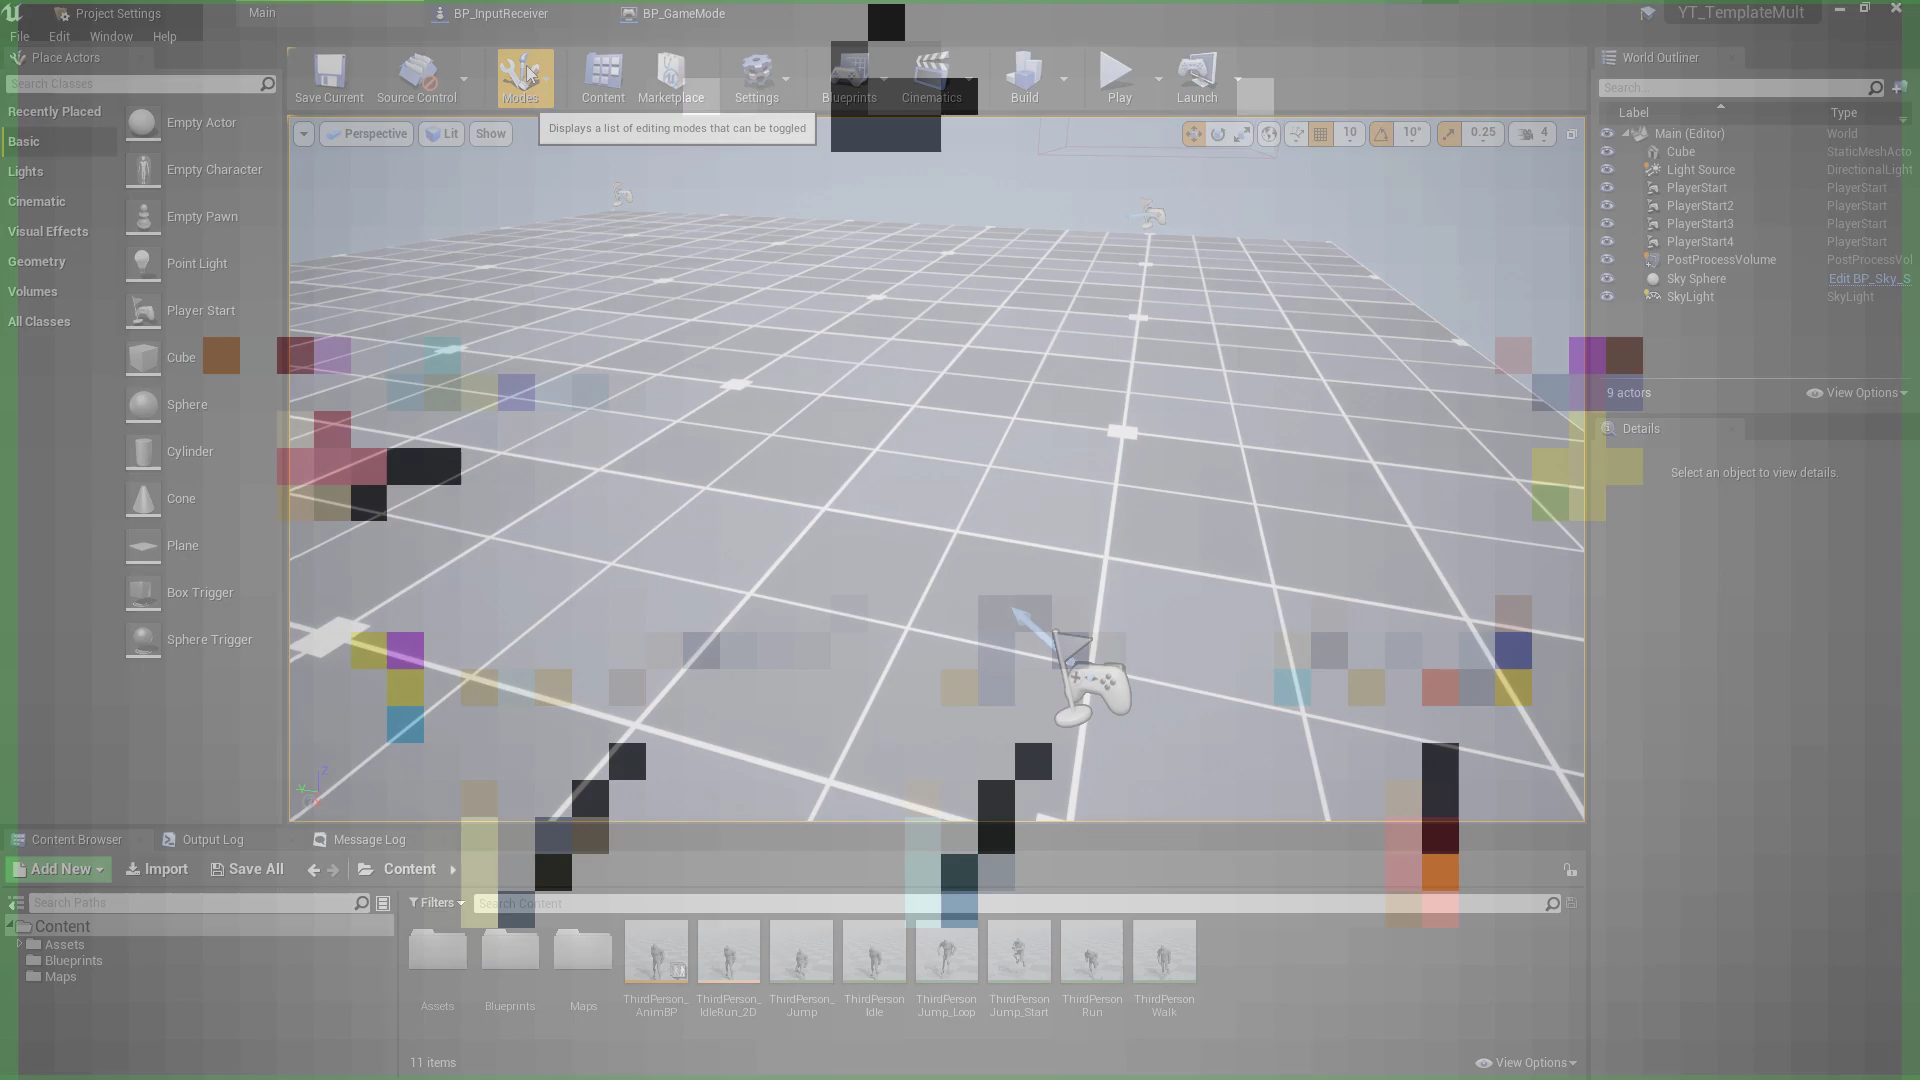 Project Settings
Main
BP_InputReceiver
BP_GameMode
YT_TemplateMult
File Edit Window Help
Place Actors
Search Classes
Recently Placed
Basic
Lights
Cinematic
Visual Effects
Geometry
Volumes
All Classes
Empty Actor
Empty Character
Empty Pawn
Point Light
Player Start
Cube
Sphere
Cylinder
Cone
Plane
Box Trigger
Sphere Trigger
Save Current
Source Control
Modes
Content
Marketplace
Settings
Blueprints
Cinematics
Build
Play
Launch
Displays a list of editing modes that can be toggled
Perspective
Lit
Show
10
10°
0.25
4
Z
World Outliner
Search...
Label Type
Main (Editor) World
Cube StaticMeshActo
Light Source DirectionalLight
PlayerStart PlayerStart
PlayerStart2 PlayerStart
PlayerStart3 PlayerStart
PlayerStart4 PlayerStart
PostProcessVolume PostProcessVol
Sky Sphere Edit BP_Sky_S
SkyLight SkyLight
9 actors
View Options
Details
Select an object to view details.
Content Browser
Output Log
Message Log
Add New
Import
Save All
Content
Search Paths
Filters
Search Content
Content
Assets
Blueprints
Maps
Assets
Blueprints
Maps
ThirdPerson_
AnimBP
ThirdPerson_
IdleRun_2D
ThirdPerson_
Jump
ThirdPerson
Idle
ThirdPerson
Jump_Loop
ThirdPerson
Jump_Start
ThirdPerson
Run
ThirdPerson
Walk
11 items
View Options